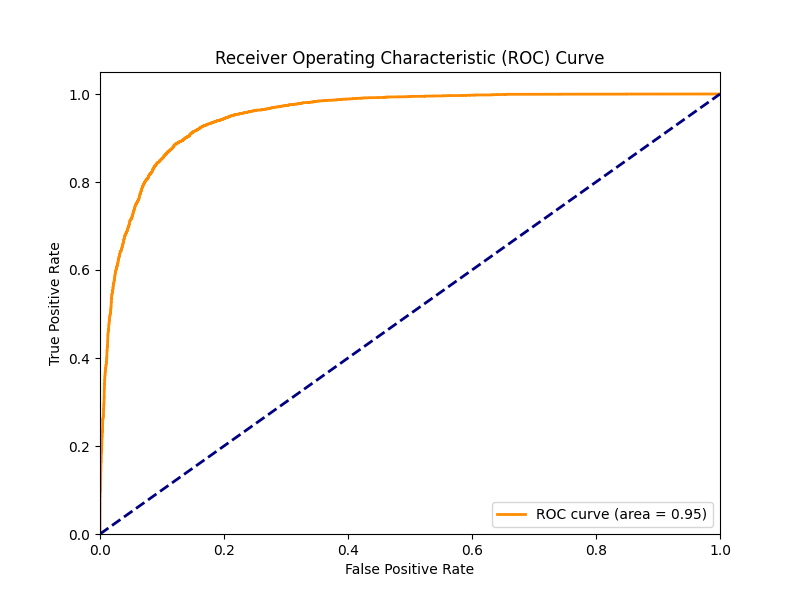 Receiver Operating Characteristic (ROC) Curve
1.0
0.8
0.6
0.4
0.2
0.0
True Positive Rate
ROC curve (area = 0.95)
0.0 0.2 0.4 0.6 0.8 1.0
False Positive Rate